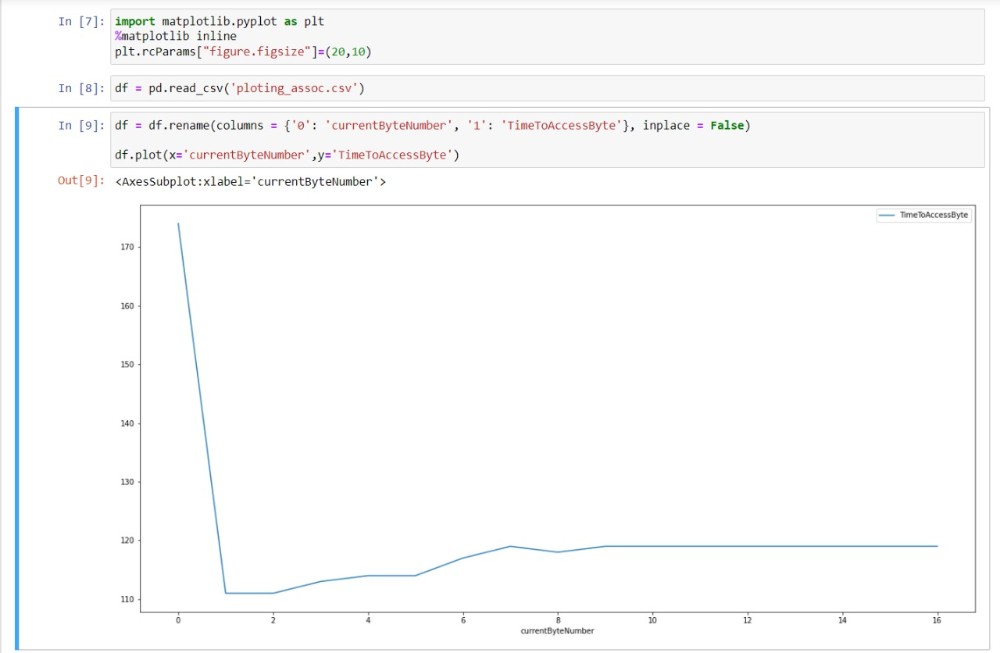 In [7]: import matplotlib.pyplot as plt
%matplotlib inline
plt.rcParams["figure.figsize"]=(20,10)
In [8]: df = pd.read_csv('ploting_assoc.csv')
In [9]: df = df.rename(columns = {'0': 'currentByteNumber', '1': 'TimeToAccessByte'}, inplace = False)
df.plot(x='currentByteNumber',y='TimeToAccessByte')
Out[9]: <AxesSubplot:xlabel='currentByteNumber'>
TimeToAccessByte
170
160
150
140
130
120
110
0 2 4 6 8 10 12 14 16
currentByteNumber